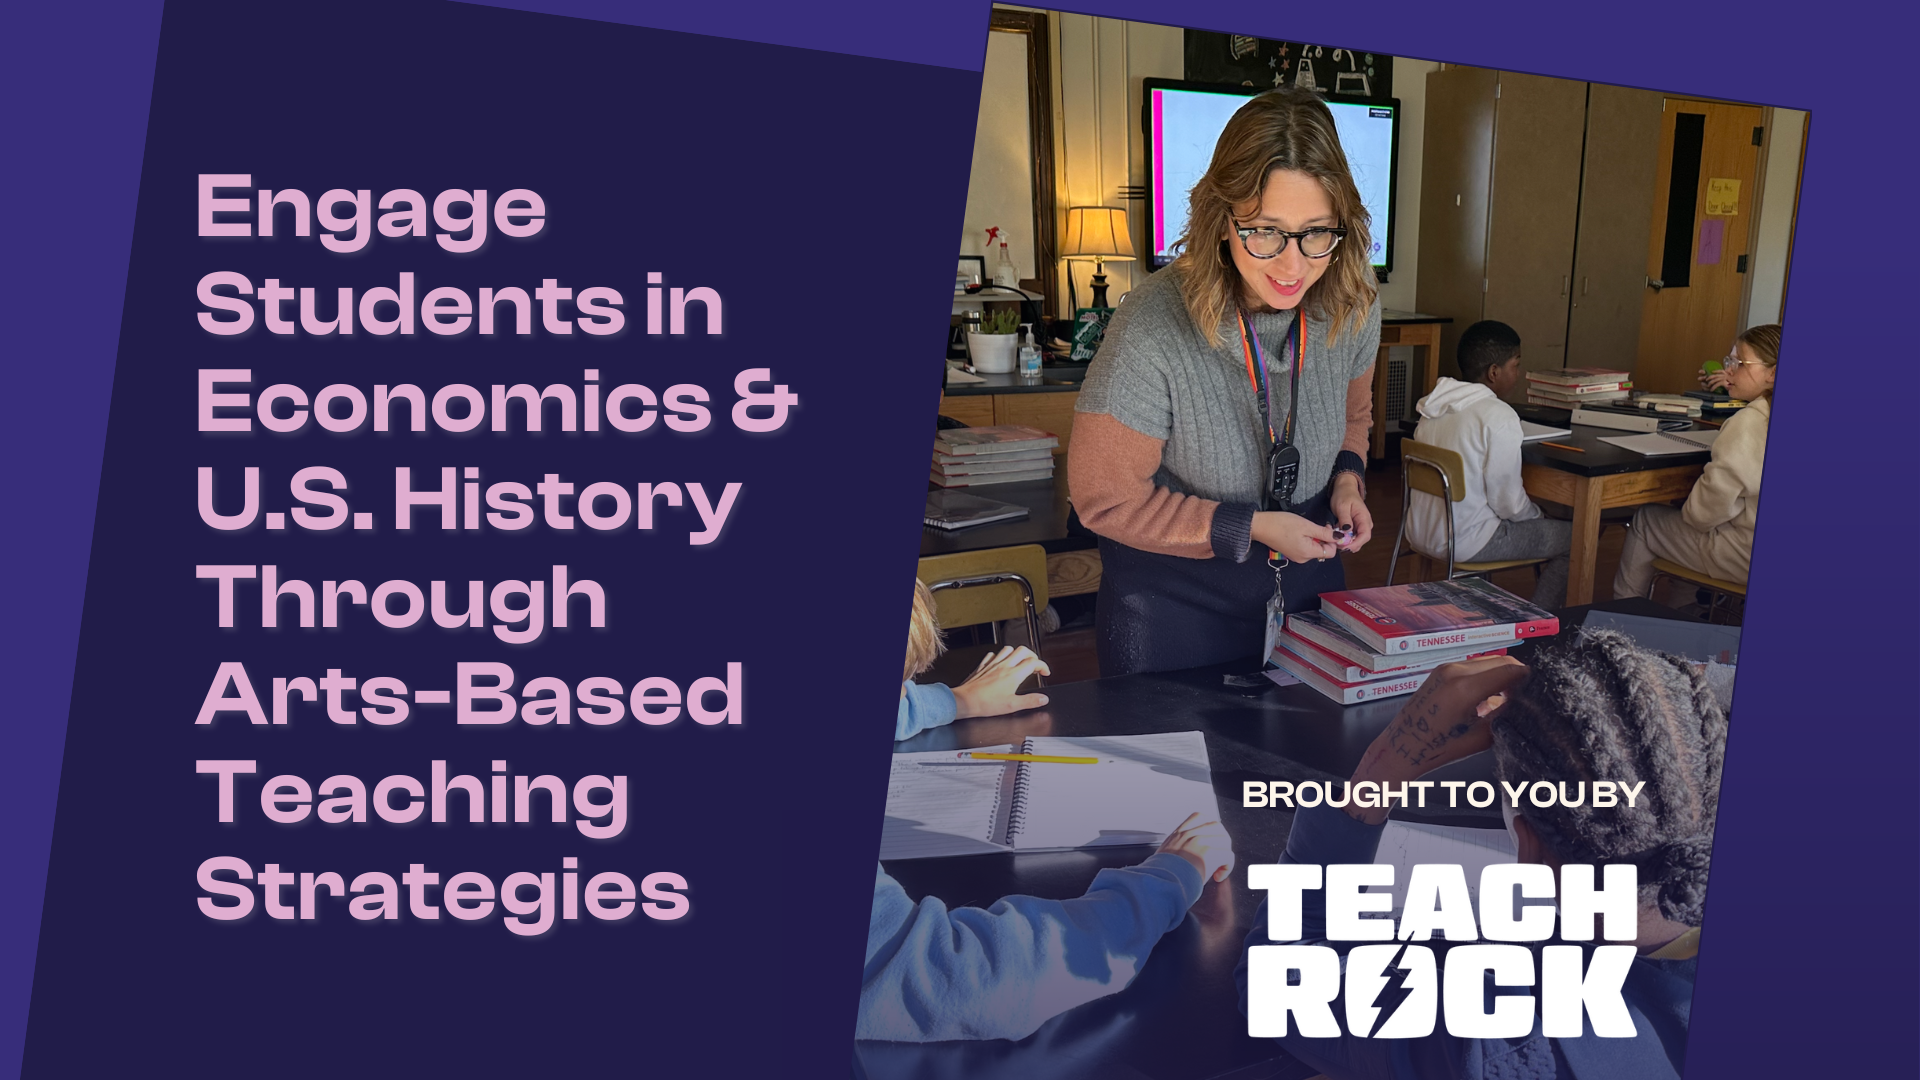 Engage
Students in
Economics &
U.S. History
Through
Arts-Based
Teaching
Strategies
TENNESSEE
TENNESSEE
BROUGHT TO YOU BY
TEACH
ROCK